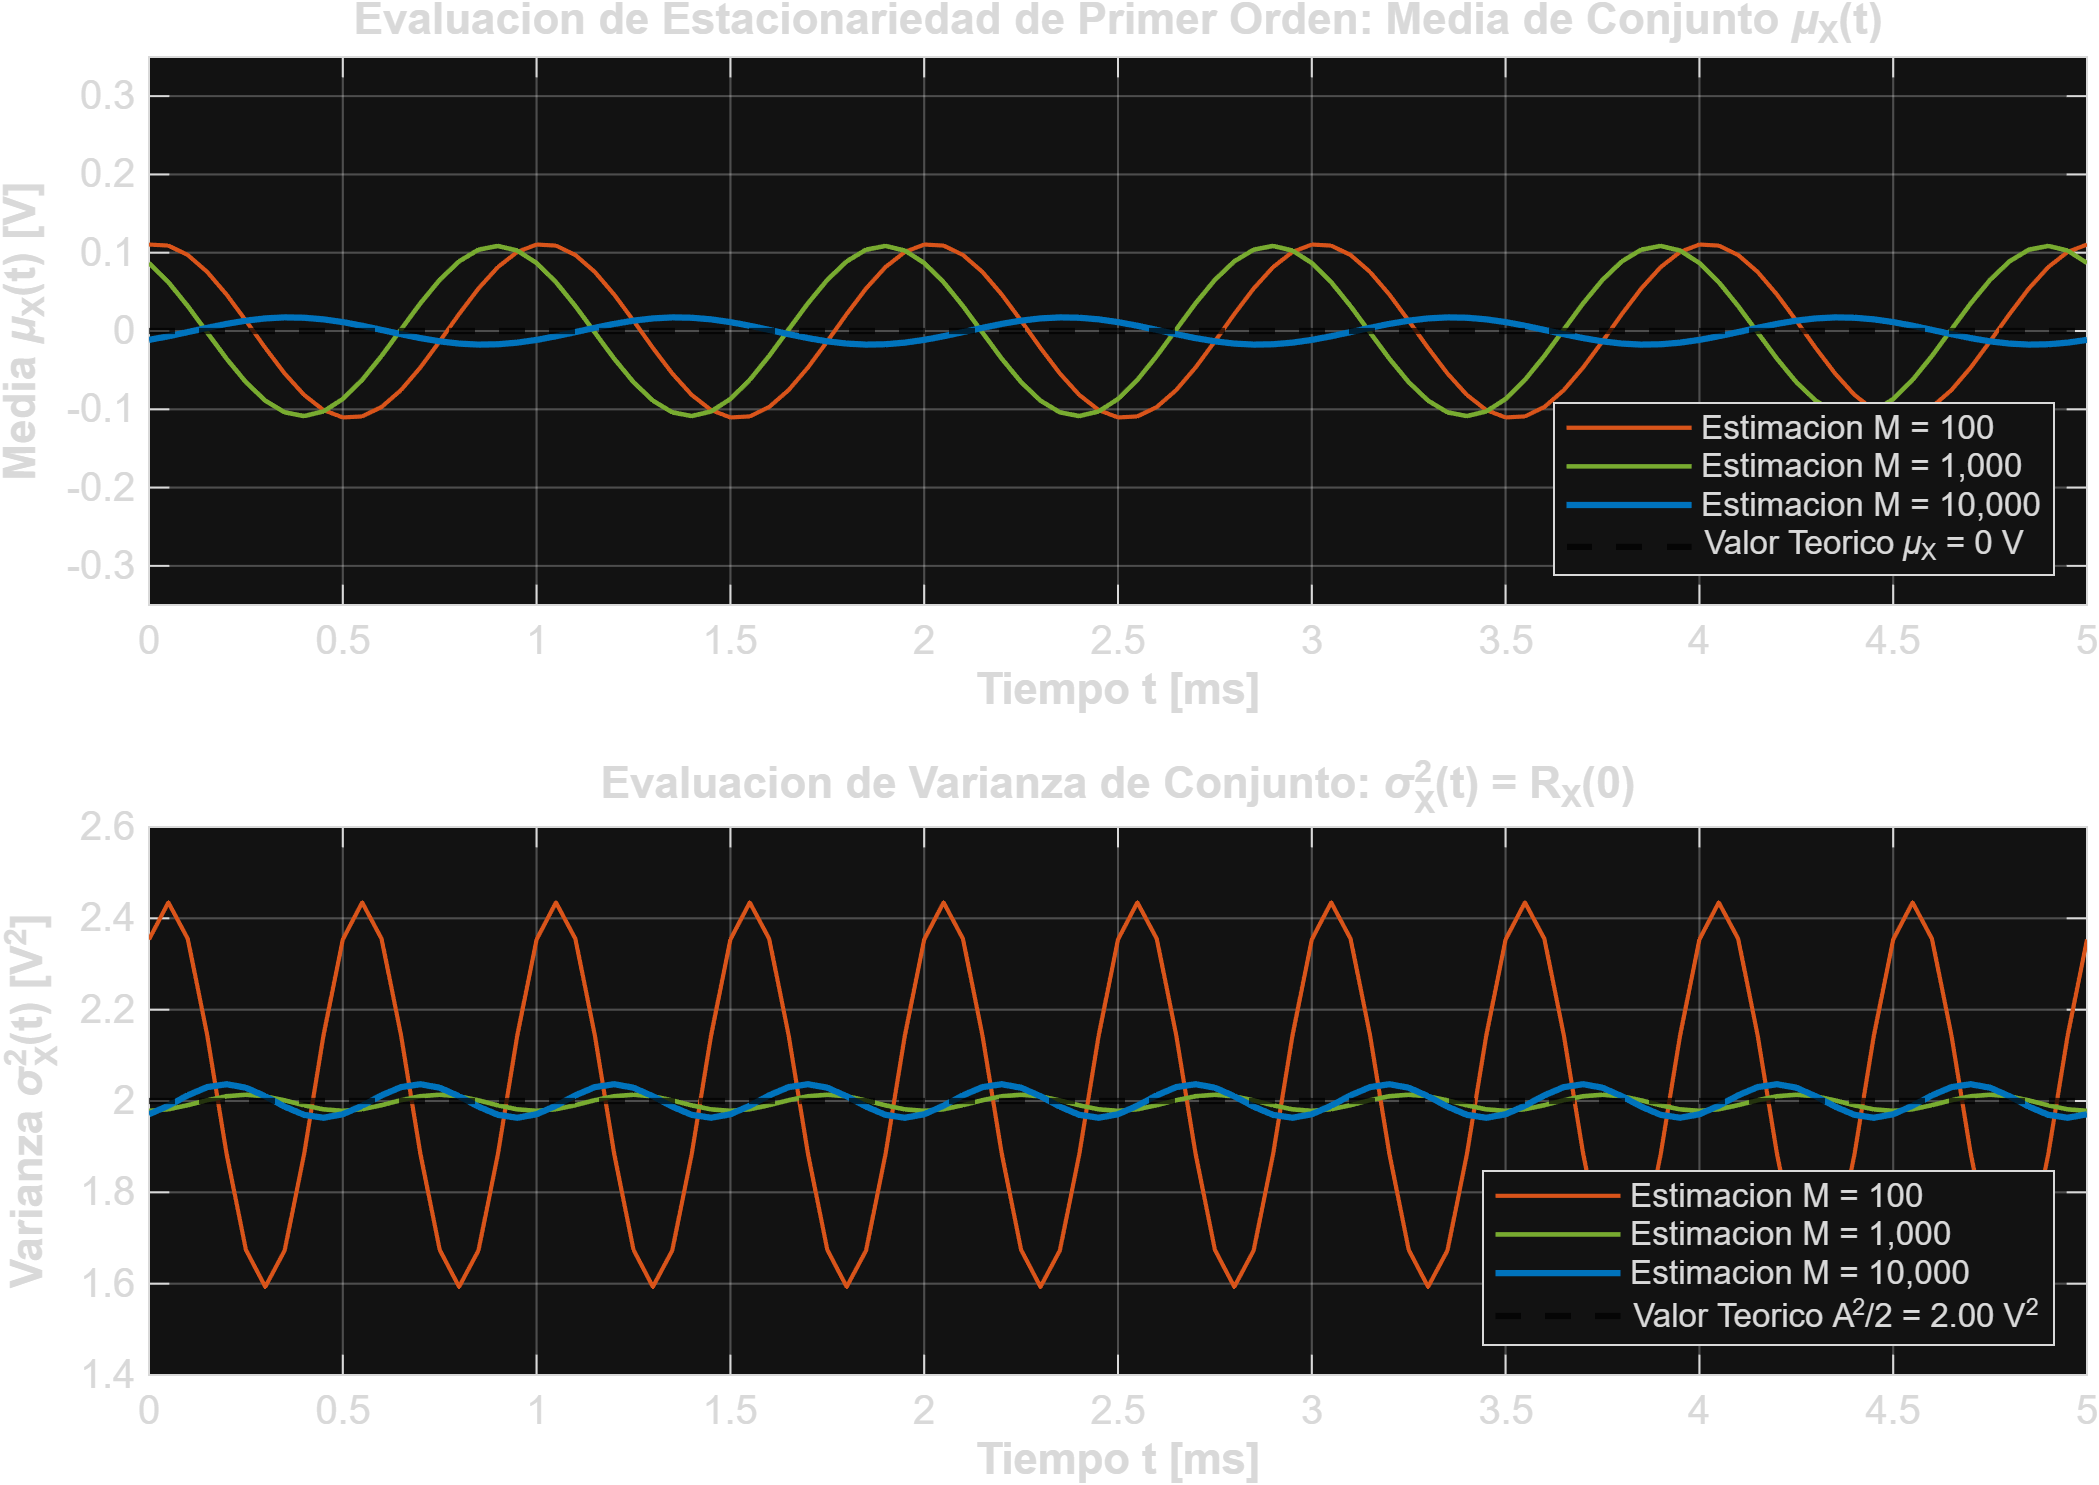 Evaluacion de Estacionariedad de Primer Orden: Media de Conjunto μX(t)
Media μX(t) [V]
0.3
0.2
0.1
0
-0.1
-0.2
-0.3
Estimacion M = 100
Estimacion M = 1,000
Estimacion M = 10,000
Valor Teorico μX = 0 V
0 0.5 1 1.5 2 2.5 3 3.5 4 4.5 5
Tiempo t [ms]
Evaluacion de Varianza de Conjunto: σ²X(t) = RX(0)
Varianza σ²X(t) [V²]
2.6
2.4
2.2
2
1.8
1.6
1.4
Estimacion M = 100
Estimacion M = 1,000
Estimacion M = 10,000
Valor Teorico A²/2 = 2.00 V²
0 0.5 1 1.5 2 2.5 3 3.5 4 4.5 5
Tiempo t [ms]